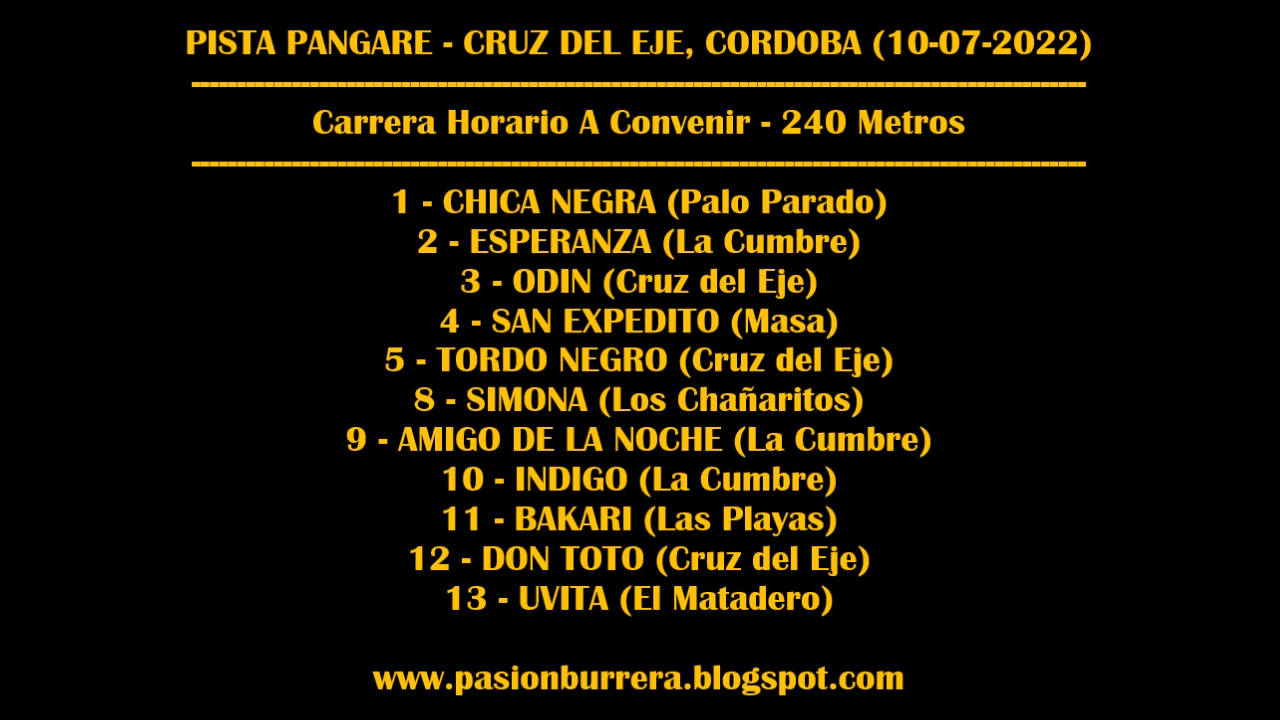 PISTA PANGARE - CRUZ DEL EJE, CORDOBA (10-07-2022)
Carrera Horario A Convenir - 240 Metros
1 - CHICA NEGRA (Palo Parado)
2 - ESPERANZA (La Cumbre)
3 - ODIN (Cruz del Eje)
4 - SAN EXPEDITO (Masa)
5 - TORDO NEGRO (Cruz del Eje)
8 - SIMONA (Los Chañaritos)
9 - AMIGO DE LA NOCHE (La Cumbre)
10 - INDIGO (La Cumbre)
11 - BAKARI (Las Playas)
12 - DON TOTO (Cruz del Eje)
13 - UVITA (El Matadero)
www.pasionburrera.blogspot.com